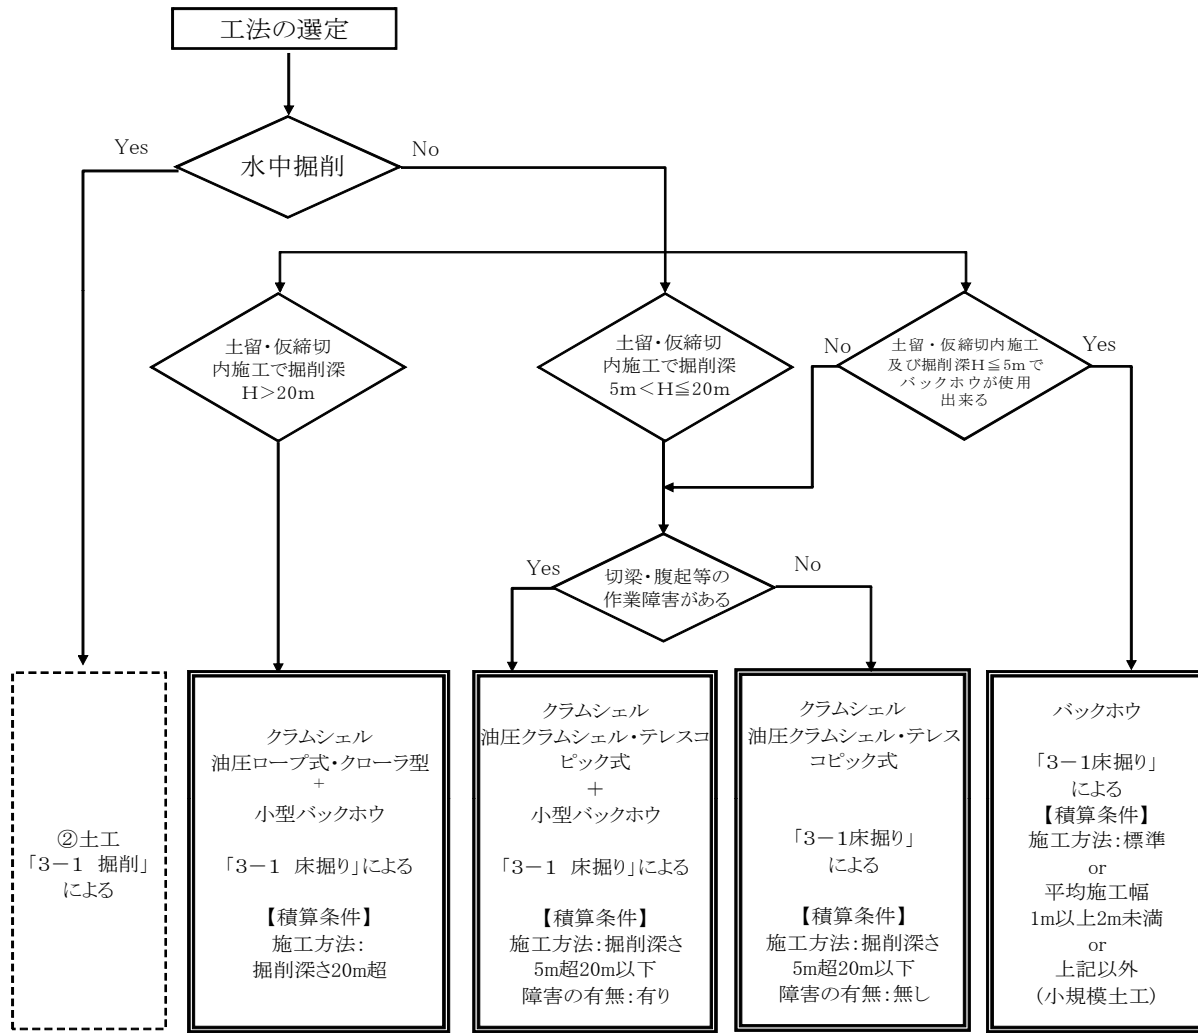 工法の選定
Yes
No
水中掘削
土留・仮締切
内施工で掘削深
H>20m
土留・仮締切
内施工で掘削深
5m<H≦20m
No
土留・仮締切内施工
及び掘削深H≦5mで
バックホウが使用
出来る
Yes
Yes
切梁・腹起等の
作業障害がある
No
②土工
「3-1 掘削」
による
クラムシェル
油圧ロープ式・クローラ型
+
小型バックホウ
「3-1 床掘り」による
【積算条件】
施工方法:
掘削深さ20m超
クラムシェル
油圧クラムシェル・テレスコ
ピック式
+
小型バックホウ
「3-1 床掘り」による
【積算条件】
施工方法:掘削深さ
5m超20m以下
障害の有無:有り
クラムシェル
油圧クラムシェル・テレス
コピック式
「3-1床掘り」
による
【積算条件】
施工方法:掘削深さ
5m超20m以下
障害の有無:無し
バックホウ
「3-1床掘り」
による
【積算条件】
施工方法:標準
or
平均施工幅
1m以上2m未満
or
上記以外
(小規模土工)